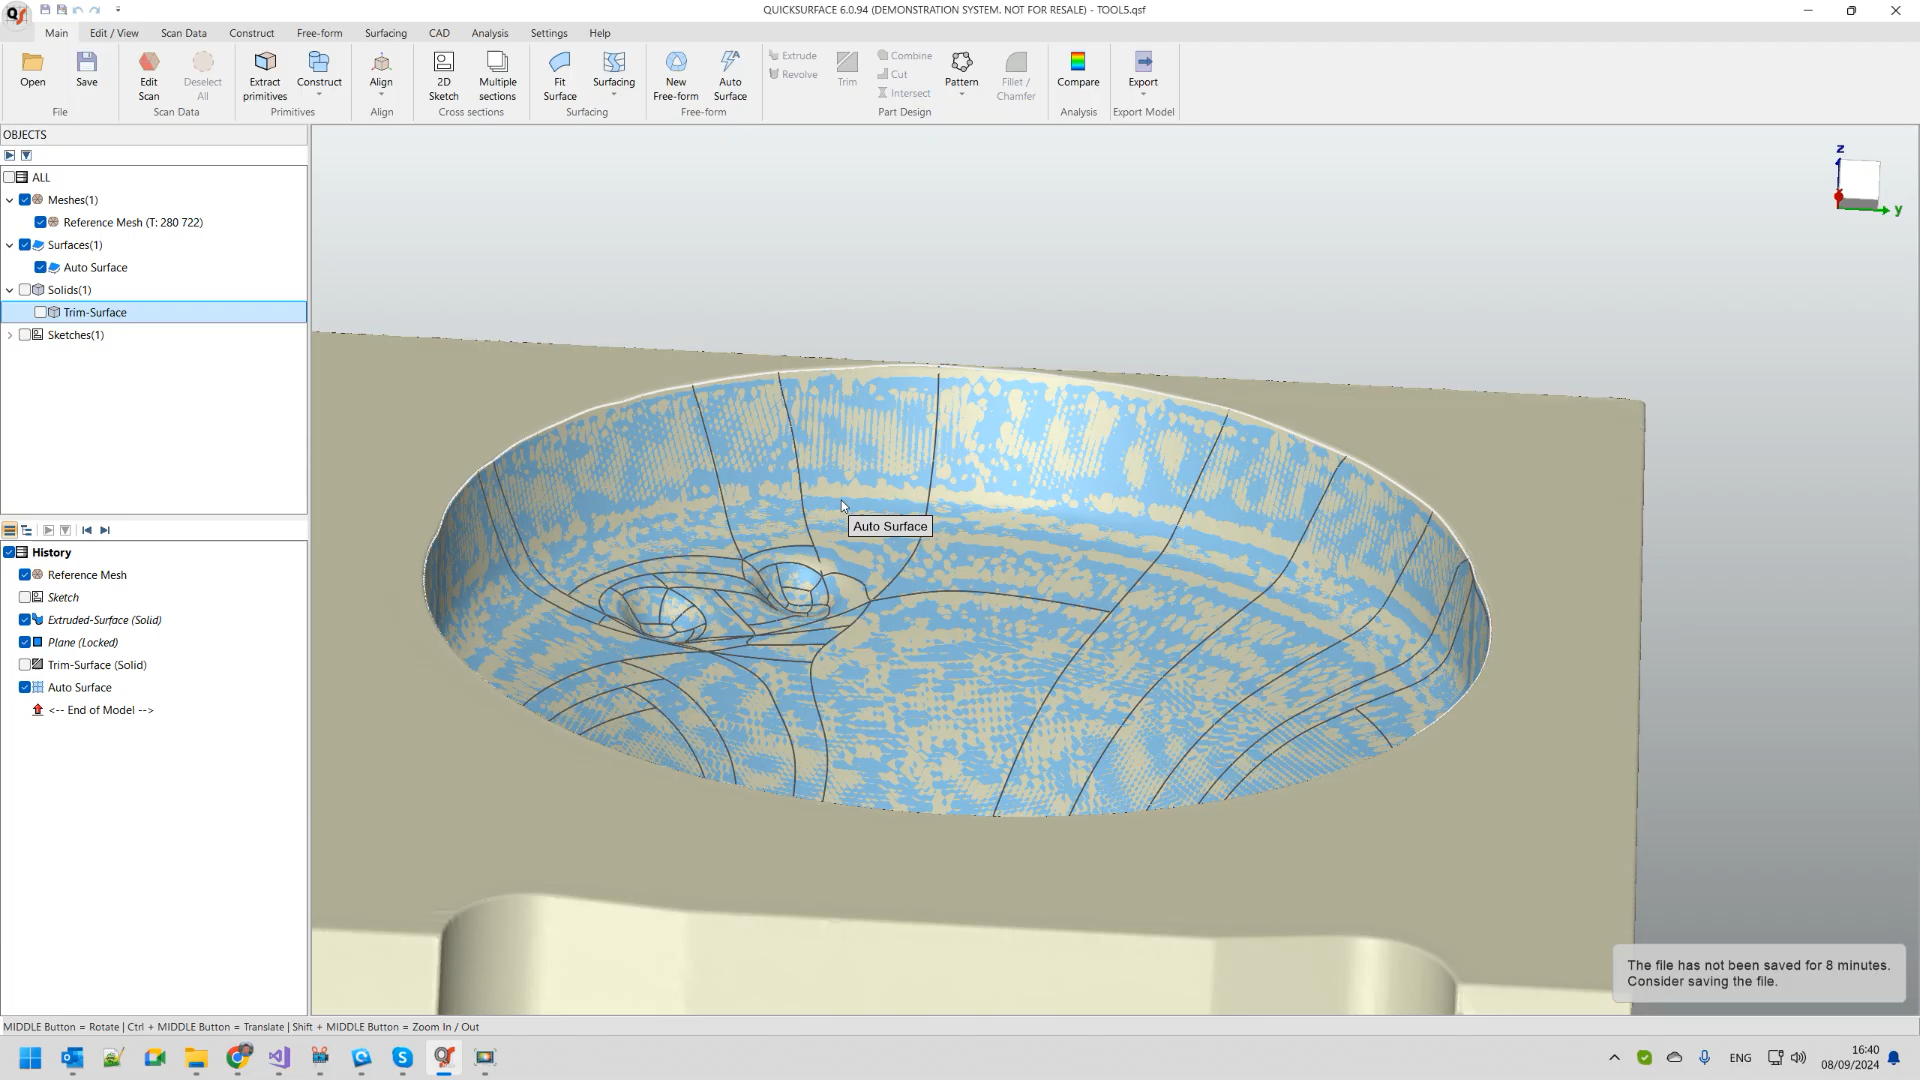 QUICKSURFACE 6.0.94 (DEMONSTRATION SYSTEM. NOT FOR RESALE) - TOOL5.qsf
Main Edit / View Scan Data Construct Free-form Surfacing CAD Analysis Settings Help
Open
Save
File
Edit
Scan
Deselect
All
Scan Data
Extract
primitives
Construct
Primitives
Align
Align
2D
Sketch
Multiple
sections
Cross sections
Fit
Surface
Surfacing
Surfacing
New
Free-form
Auto
Surface
Free-form
Extrude
Revolve
Trim
Combine
Cut
Intersect
Pattern
Fillet /
Chamfer
Part Design
Compare
Analysis
Export
Export Model
OBJECTS
ALL
Meshes(1)
Reference Mesh (T: 280 722)
Surfaces(1)
Auto Surface
Solids(1)
Trim-Surface
Sketches(1)
History
Reference Mesh
Sketch
Extruded-Surface (Solid)
Plane (Locked)
Trim-Surface (Solid)
Auto Surface
<-- End of Model -->
z
y
Auto Surface
The file has not been saved for 8 minutes.
Consider saving the file.
MIDDLE Button = Rotate | Ctrl + MIDDLE Button = Translate | Shift + MIDDLE Button = Zoom In / Out
ENG
16:40
08/09/2024